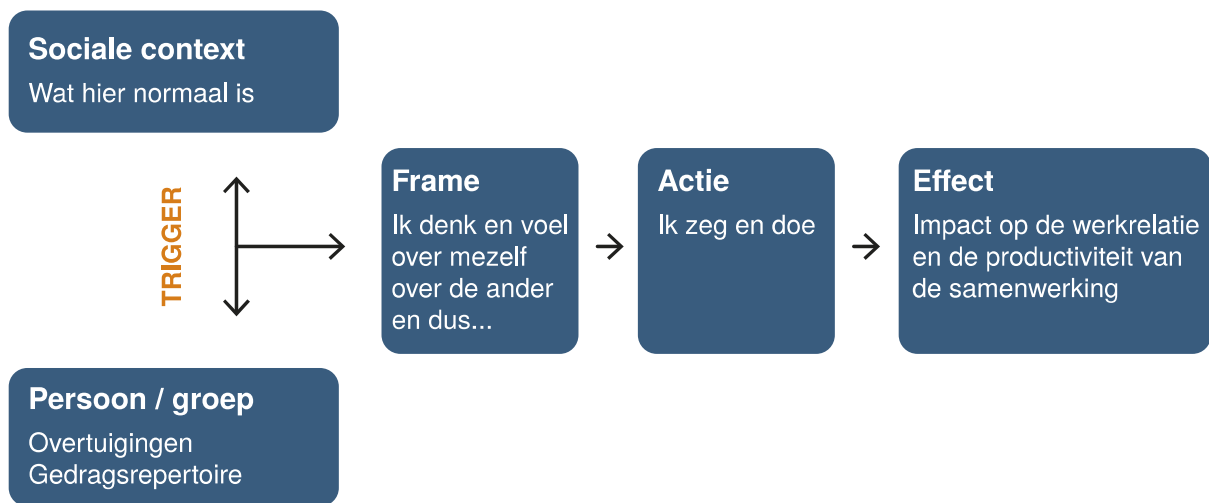 Sociale context
Wat hier normaal is
TRIGGER
Frame
Ik denk en voel
over mezelf
over de ander
en dus...
Actie
Ik zeg en doe
Effect
Impact op de werkrelatie
en de productiviteit van
de samenwerking
Persoon / groep
Overtuigingen
Gedragsrepertoire